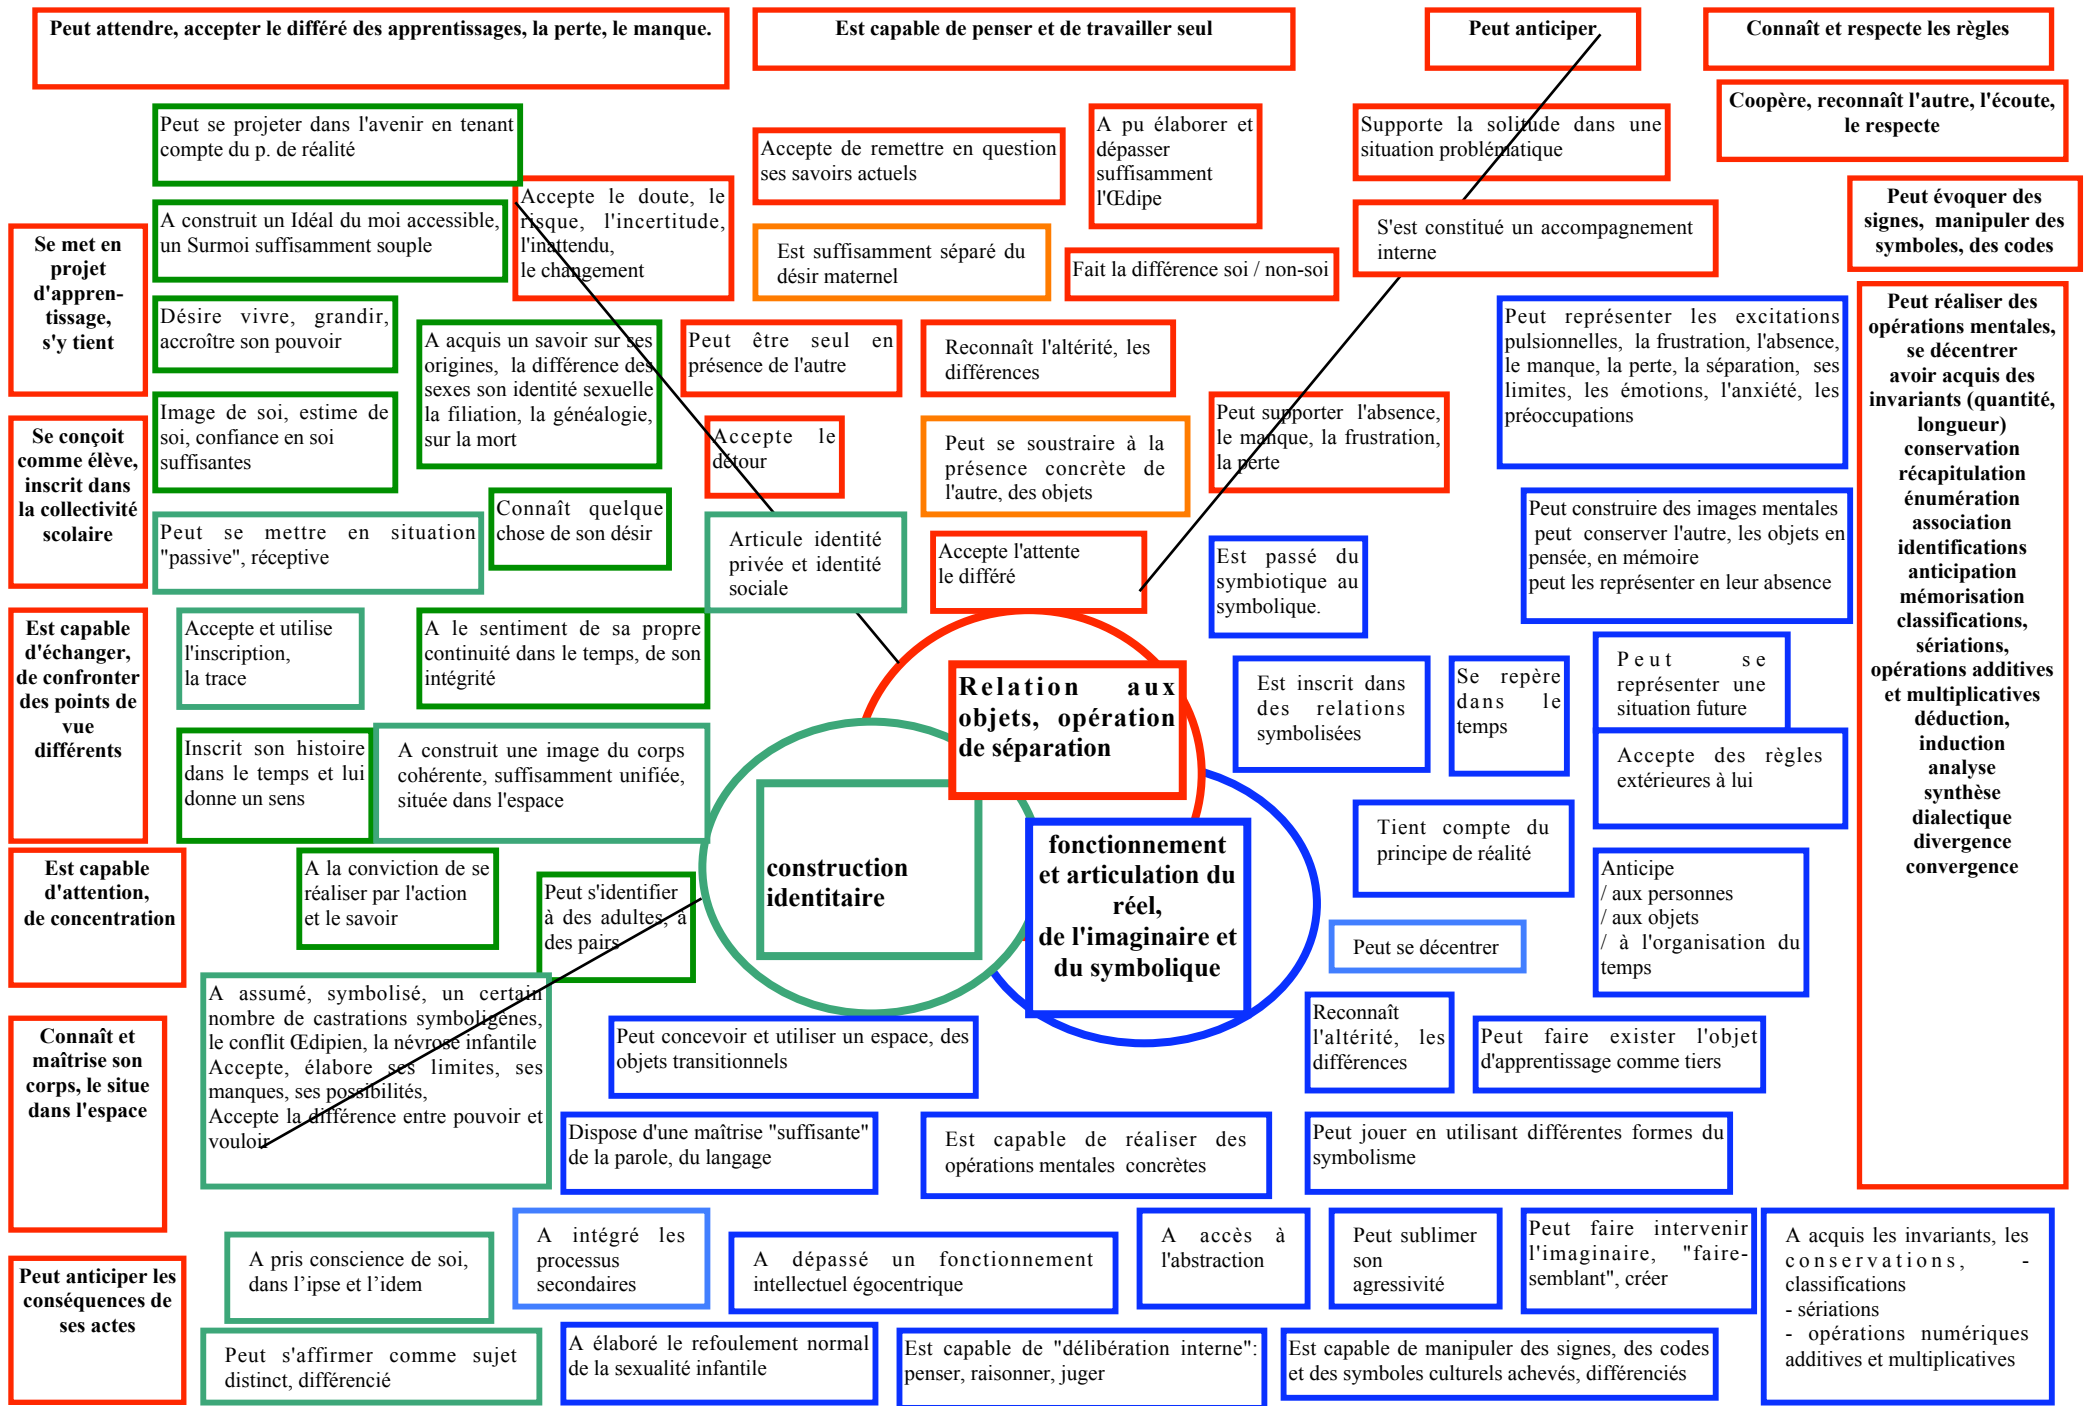 Peut attendre, accepter le différé des apprentissages, la perte, le manque.
Est capable de penser et de travailler seul
Peut anticiper
Connaît et respecte les règles
Coopère, reconnaît l'autre, l'écoute,
le respecte
Peut se projeter dans l'avenir en tenant
compte du p. de réalité
Accepte de remettre en question
ses savoirs actuels
A pu élaborer et
dépasser
suffisamment
l'Œdipe
Supporte la solitude dans une
situation problématique
Peut évoquer des
signes, manipuler des
symboles, des codes
Se met en
projet
d'appren-
tissage,
s'y tient
A construit un Idéal du moi accessible,
un Surmoi suffisamment souple
Accepte le doute, le
risque, l'incertitude,
l'inattendu,
le changement
Est suffisamment séparé du
désir maternel
Fait la différence soi / non-soi
S'est constitué un accompagnement
interne
Désire vivre, grandir,
accroître son pouvoir
A acquis un savoir sur ses
origines, la différence des
sexes son identité sexuelle
la filiation, la généalogie,
sur la mort
Peut être seul en
présence de l'autre
Reconnaît l'altérité, les
différences
Peut représenter les excitations
pulsionnelles, la frustration, l'absence,
le manque, la perte, la séparation, ses
limites, les émotions, l'anxiété, les
préoccupations
Peut réaliser des
opérations mentales,
se décentrer
avoir acquis des
invariants (quantité,
longueur)
conservation
récapitulation
énumération
association
identifications
anticipation
mémorisation
classifications,
sériations,
opérations additives
et multiplicatives
déduction,
induction
analyse
synthèse
dialectique
divergence
convergence
Se conçoit
comme élève,
inscrit dans
la collectivité
scolaire
Image de soi, estime de
soi, confiance en soi
suffisantes
Accepte le
détour
Peut se soustraire à la
présence concrète de
l'autre, des objets
Peut supporter l'absence,
le manque, la frustration,
la perte
Peut se mettre en situation
"passive", réceptive
Connaît quelque
chose de son désir
Articule identité
privée et identité
sociale
Accepte l'attente
le différé
Est passé du
symbiotique au
symbolique.
Peut construire des images mentales
peut conserver l'autre, les objets en
pensée, en mémoire
peut les représenter en leur absence
Est capable
d'échanger,
de confronter
des points de
vue
différents
Accepte et utilise
l'inscription,
la trace
A le sentiment de sa propre
continuité dans le temps, de son
intégrité
Relation aux
objets, opération
de séparation
Est inscrit dans
des relations
symbolisées
Se repère
dans le
temps
Peut se
représenter une
situation future
Inscrit son histoire
dans le temps et lui
donne un sens
A construit une image du corps
cohérente, suffisamment unifiée,
située dans l'espace
Accepte des règles
extérieures à lui
construction
identitaire
fonctionnement
et articulation du
réel,
de l'imaginaire et
du symbolique
Tient compte du
principe de réalité
Est capable
d'attention,
de concentration
A la conviction de se
réaliser par l'action
et le savoir
Peut s'identifier
à des adultes, à
des pairs
Peut se décentrer
Anticipe
/ aux personnes
/ aux objets
/ à l'organisation du
temps
A assumé, symbolisé, un certain
nombre de castrations symboligènes,
le conflit Œdipien, la névrose infantile
Accepte, élabore ses limites, ses
manques, ses possibilités,
Accepte la différence entre pouvoir et
vouloir
Connaît et
maîtrise son
corps, le situe
dans l'espace
Peut concevoir et utiliser un espace, des
objets transitionnels
Reconnaît
l'altérité, les
différences
Peut faire exister l'objet
d'apprentissage comme tiers
Dispose d'une maîtrise "suffisante"
de la parole, du langage
Est capable de réaliser des
opérations mentales concrètes
Peut jouer en utilisant différentes formes du
symbolisme
Peut anticiper les
conséquences de
ses actes
A pris conscience de soi,
dans l’ipse et l’idem
A intégré les
processus
secondaires
A dépassé un fonctionnement
intellectuel égocentrique
A accès à
l'abstraction
Peut sublimer
son
agressivité
Peut faire intervenir
l'imaginaire, "faire-
semblant", créer
A acquis les invariants, les
conservations, -
classifications
- sériations
- opérations numériques
additives et multiplicatives
Peut s'affirmer comme sujet
distinct, différencié
A élaboré le refoulement normal
de la sexualité infantile
Est capable de "délibération interne":
penser, raisonner, juger
Est capable de manipuler des signes, des codes
et des symboles culturels achevés, différenciés